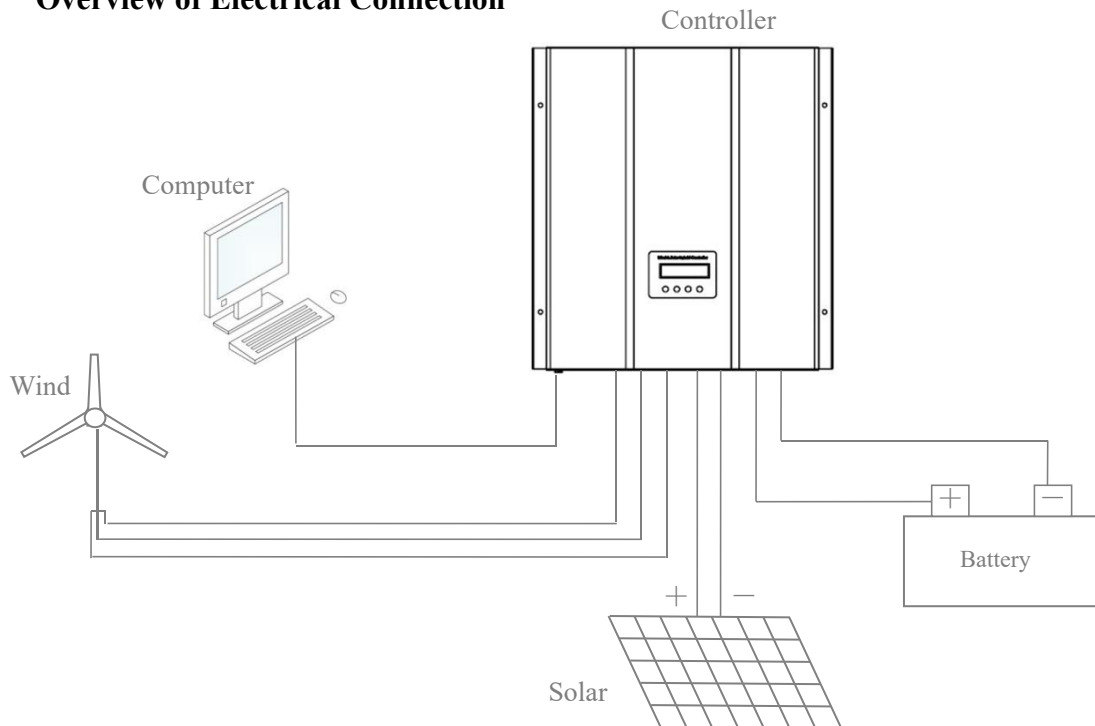 Overview of Electrical Connection
Controller
Computer
Wind
+
−
Battery
+ −
Solar